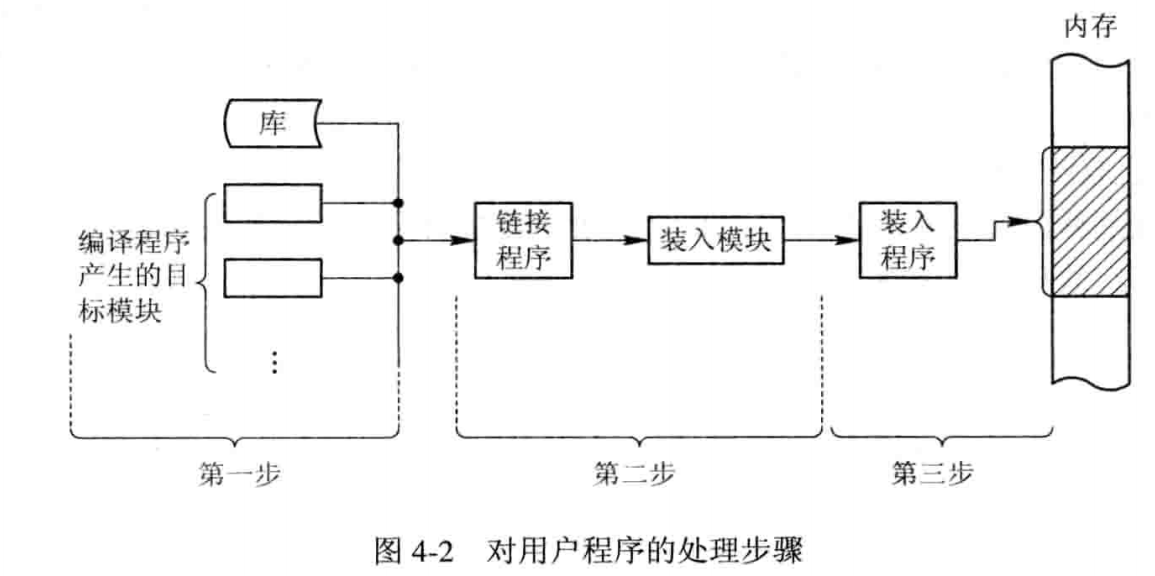 内存
库
编译程序
产生的目
标模块
⋮
链接
程序
装入模块
装入
程序
第一步
第二步
第三步
图 4-2 对用户程序的处理步骤